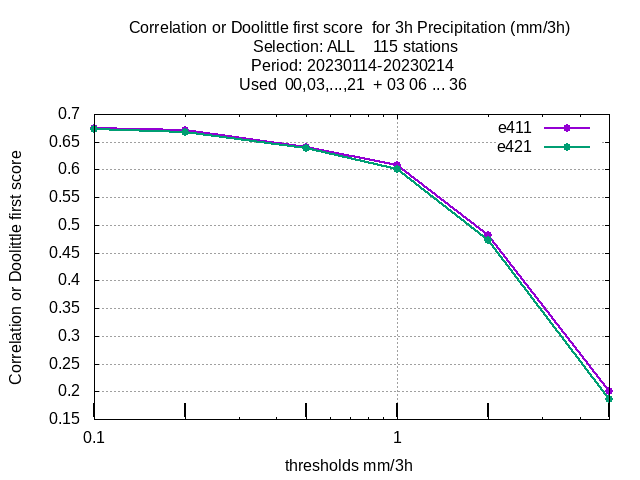 Correlation or Doolittle first score  for 3h Precipitation (mm/3h)
Selection: ALL    115 stations
Period: 20230114-20230214
Used  00,03,...,21  + 03 06 ... 36
e411
e421
Correlation or Doolittle first score
0.7
0.65
0.6
0.55
0.5
0.45
0.4
0.35
0.3
0.25
0.2
0.15
0.1
1
thresholds mm/3h